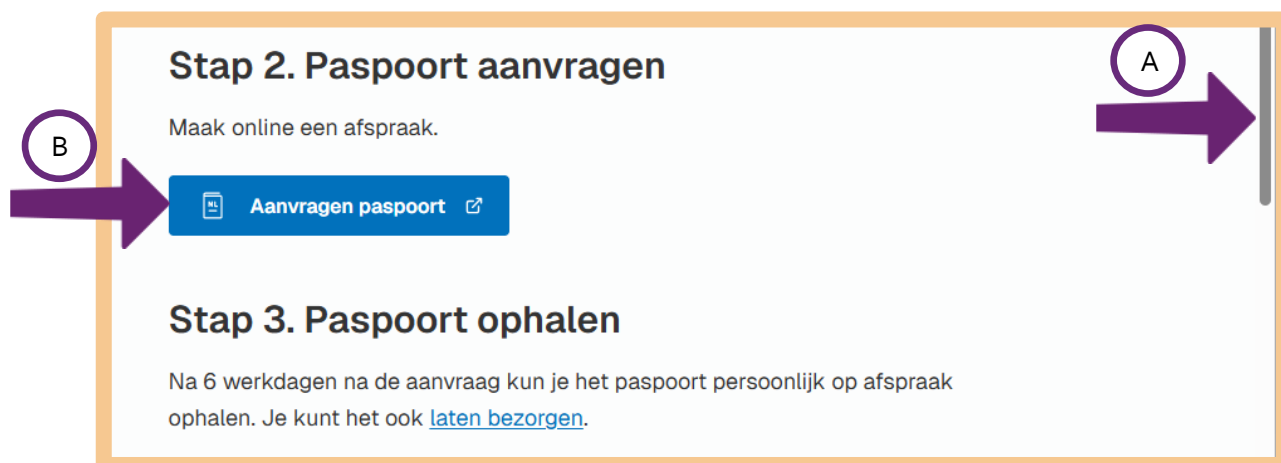 A
Stap 2. Paspoort aanvragen
Maak online een afspraak.
B
NL
Aanvragen paspoort
Stap 3. Paspoort ophalen
Na 6 werkdagen na de aanvraag kun je het paspoort persoonlijk op afspraak
ophalen. Je kunt het ook laten bezorgen.